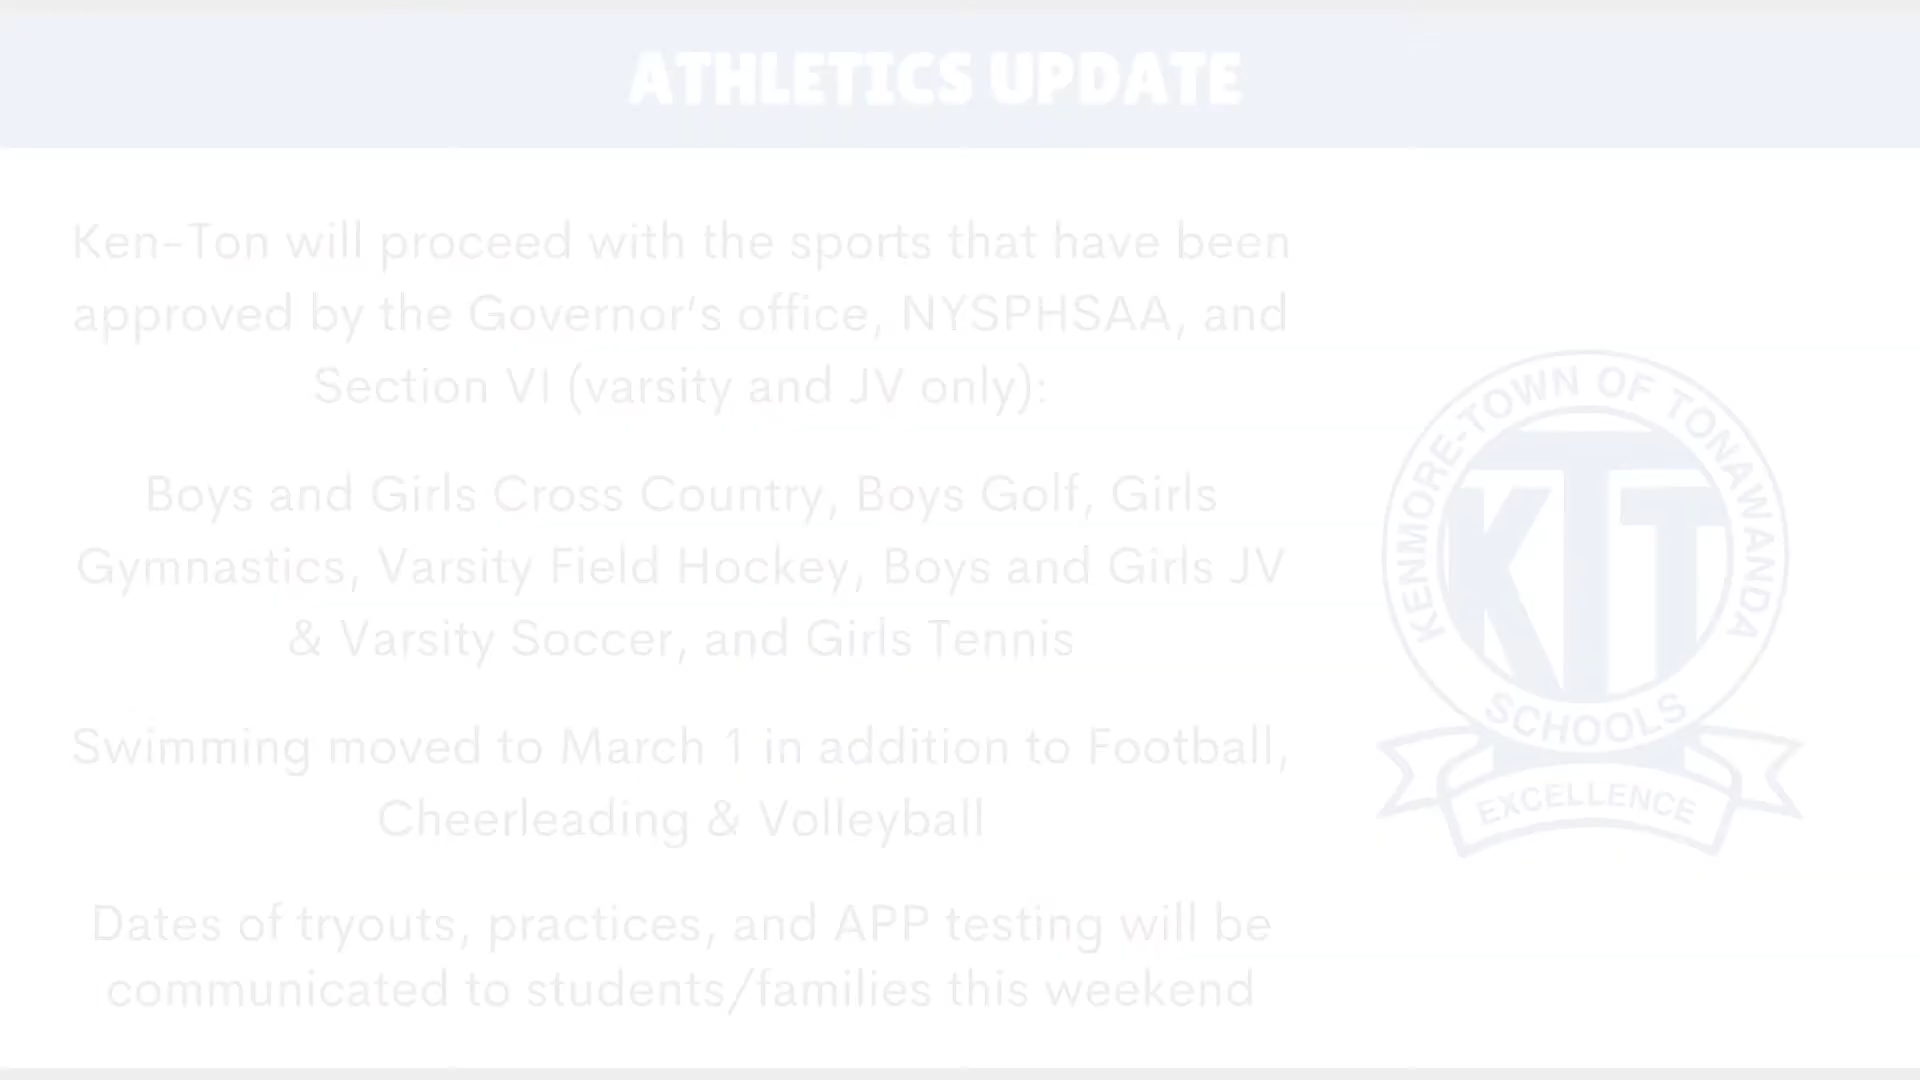 ATHLETICS UPDATE
Ken-Ton will proceed with the sports that have been
approved by the Governor's office, NYSPHSAA, and
Section VI (varsity and JV only):
Boys and Girls Cross Country, Boys Golf, Girls
Gymnastics, Varsity Field Hockey, Boys and Girls JV
& Varsity Soccer, and Girls Tennis
Swimming moved to March 1 in addition to Football,
Cheerleading & Volleyball
Dates of tryouts, practices, and APP testing will be
communicated to students/families this weekend
KENMORE-TOWN OF TONAWANDA
KTT
SCHOOLS
EXCELLENCE